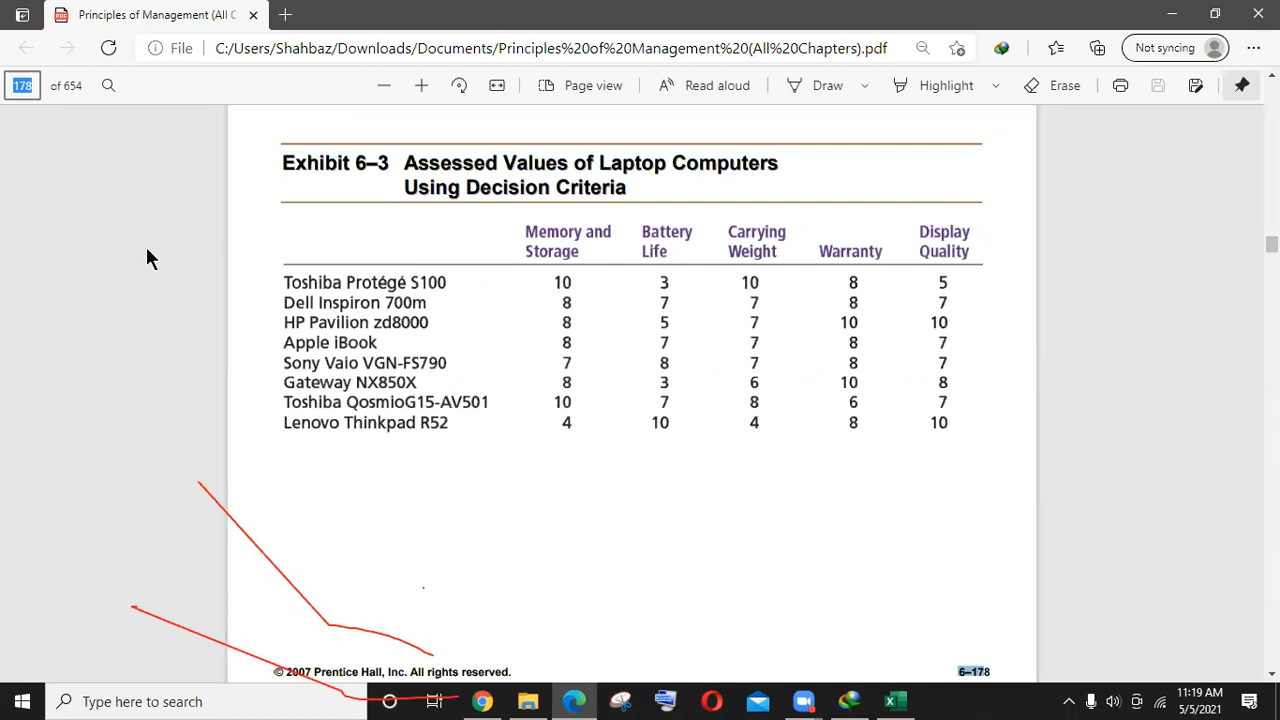 Principles of Management (All C
File C:/Users/Shahbaz/Downloads/Documents/Principles%20of%20Management%20(All%20Chapters).pdf Not syncing
178 of 654 Page view Read aloud Draw Highlight Erase
Exhibit 6–3 Assessed Values of Laptop Computers
Using Decision Criteria
Memory and Battery Carrying Display
Storage Life Weight Warranty Quality
Toshiba Protégé S100 10 3 10 8 5
Dell Inspiron 700m 8 7 7 8 7
HP Pavilion zd8000 8 5 7 10 10
Apple iBook 8 7 7 8 7
Sony Vaio VGN-FS790 7 8 7 8 7
Gateway NX850X 8 3 6 10 8
Toshiba QosmioG15-AV501 10 7 8 6 7
Lenovo Thinkpad R52 4 10 4 8 10
© 2007 Prentice Hall, Inc. All rights reserved. 6–178
Type here to search 11:19 AM
5/5/2021